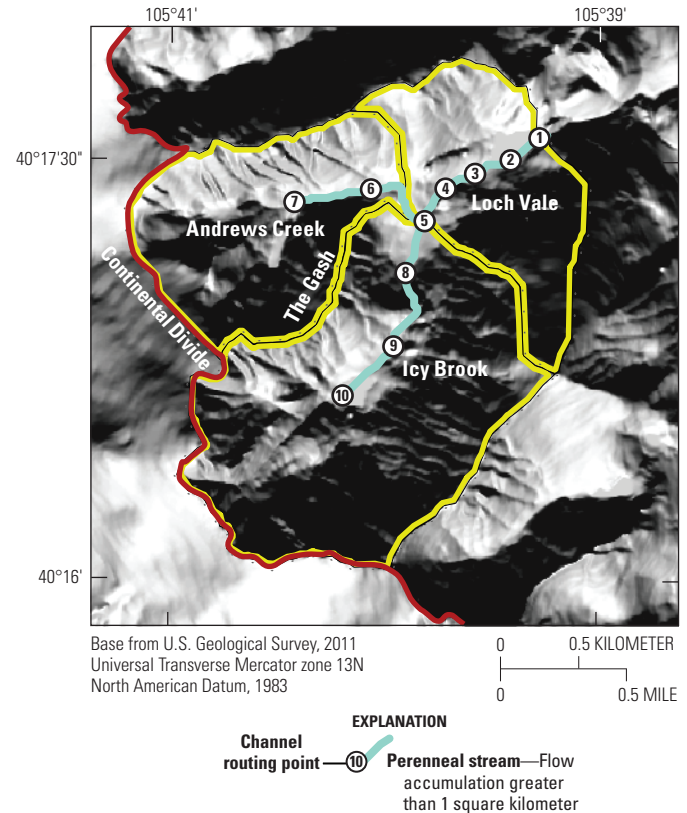 105°41'
105°39'
40°17'30"
1
2
3
4
Loch Vale
5
6
7
Andrews Creek
The Gash
Continental Divide
8
9
Icy Brook
10
40°16'
Base from U.S. Geological Survey, 2011
Universal Transverse Mercator zone 13N
North American Datum, 1983
0 0.5 KILOMETER
0 0.5 MILE
EXPLANATION
Channel
routing point
10
Perenneal stream—Flow
accumulation greater
than 1 square kilometer